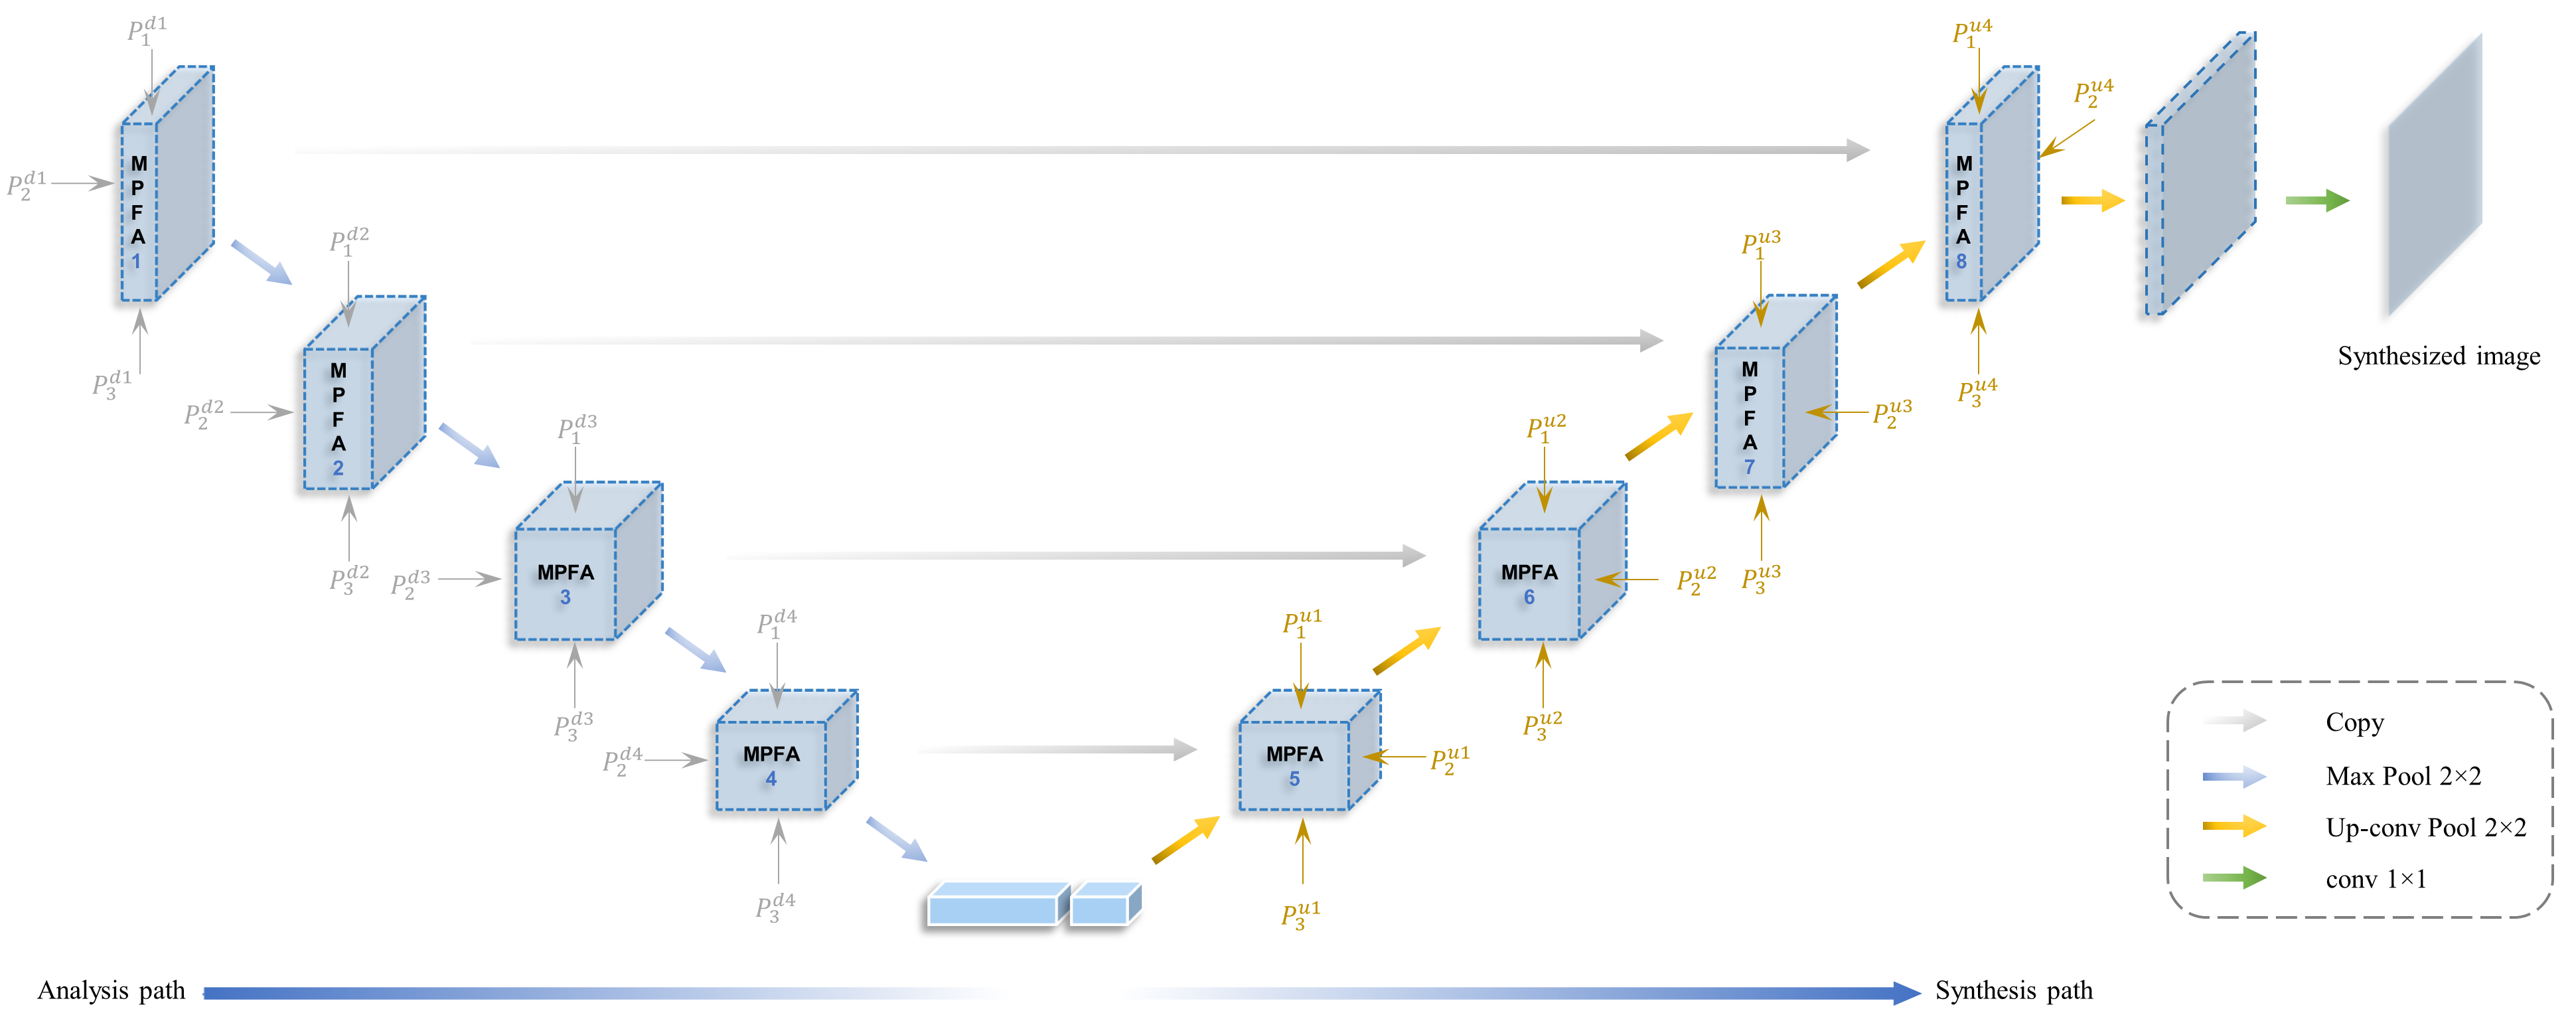 P_1^{d1}
P_2^{d1}
P_3^{d1}
M
P
F
A
1
P_1^{d2}
P_2^{d2}
P_3^{d2}
M
P
F
A
2
P_1^{d3}
P_2^{d3}
P_3^{d3}
MPFA
3
P_1^{d4}
P_2^{d4}
P_3^{d4}
MPFA
4
P_1^{u1}
P_2^{u1}
P_3^{u1}
MPFA
5
P_1^{u2}
P_2^{u2}
P_3^{u2}
MPFA
6
P_1^{u3}
P_2^{u3}
P_3^{u3}
M
P
F
A
7
P_1^{u4}
P_2^{u4}
P_3^{u4}
M
P
F
A
8
Synthesized image
Copy
Max Pool 2×2
Up-conv Pool 2×2
conv 1×1
Analysis path
Synthesis path